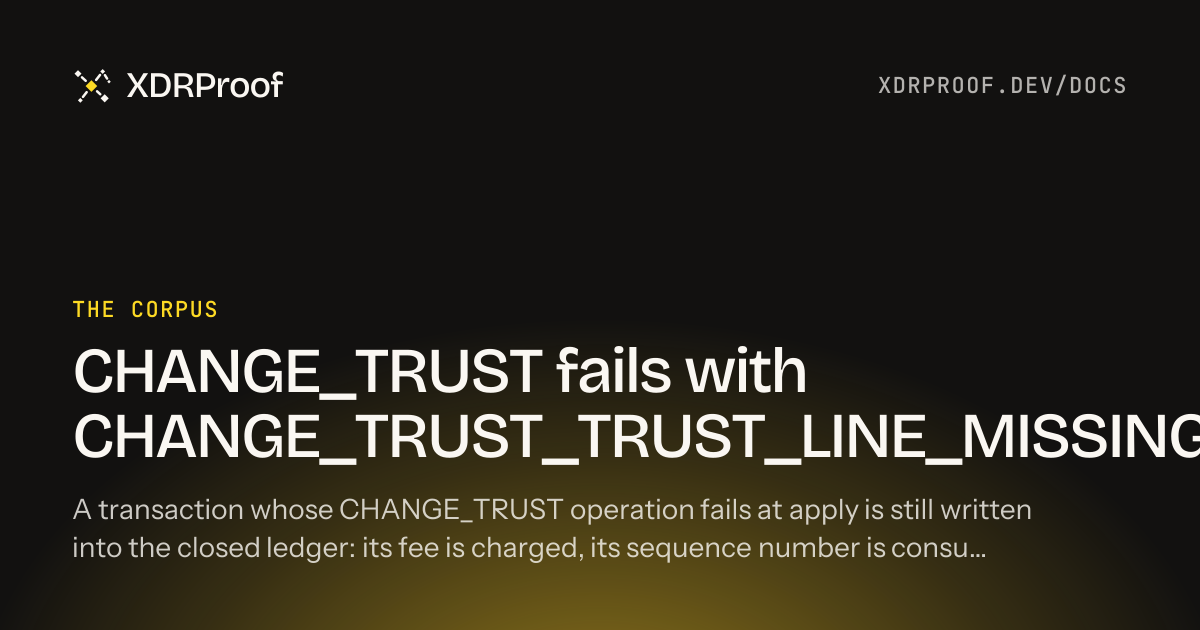 XDRProof
XDRPROOF.DEV/DOCS
THE CORPUS
CHANGE_TRUST fails with
CHANGE_TRUST_TRUST_LINE_MISSING
A transaction whose CHANGE_TRUST operation fails at apply is still written
into the closed ledger: its fee is charged, its sequence number is consu…